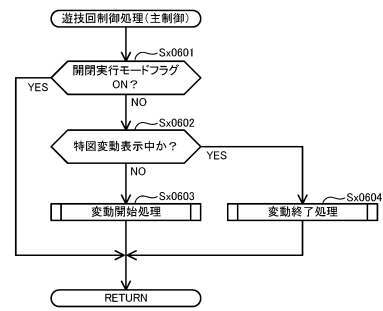 遊技回制御処理(主制御)
Sx0601
開閉実行モードフラグ
ON?
YES
NO
Sx0602
特図変動表示中か?
YES
NO
Sx0603
変動開始処理
Sx0604
変動終了処理
RETURN